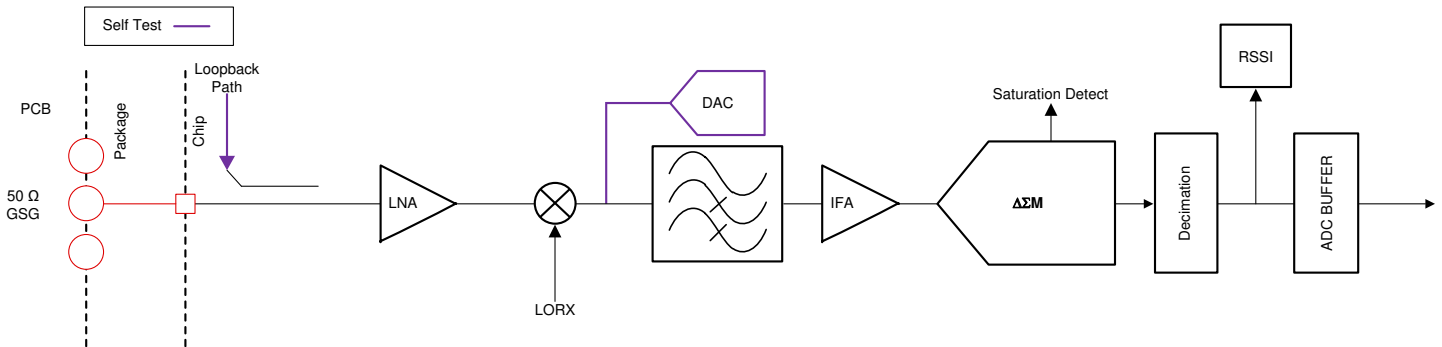 Self Test
Loopback
Path
PCB
Package
Chip
50 Ω
GSG
LNA
LORX
DAC
IFA
Saturation Detect
ΔΣM
Decimation
RSSI
ADC BUFFER